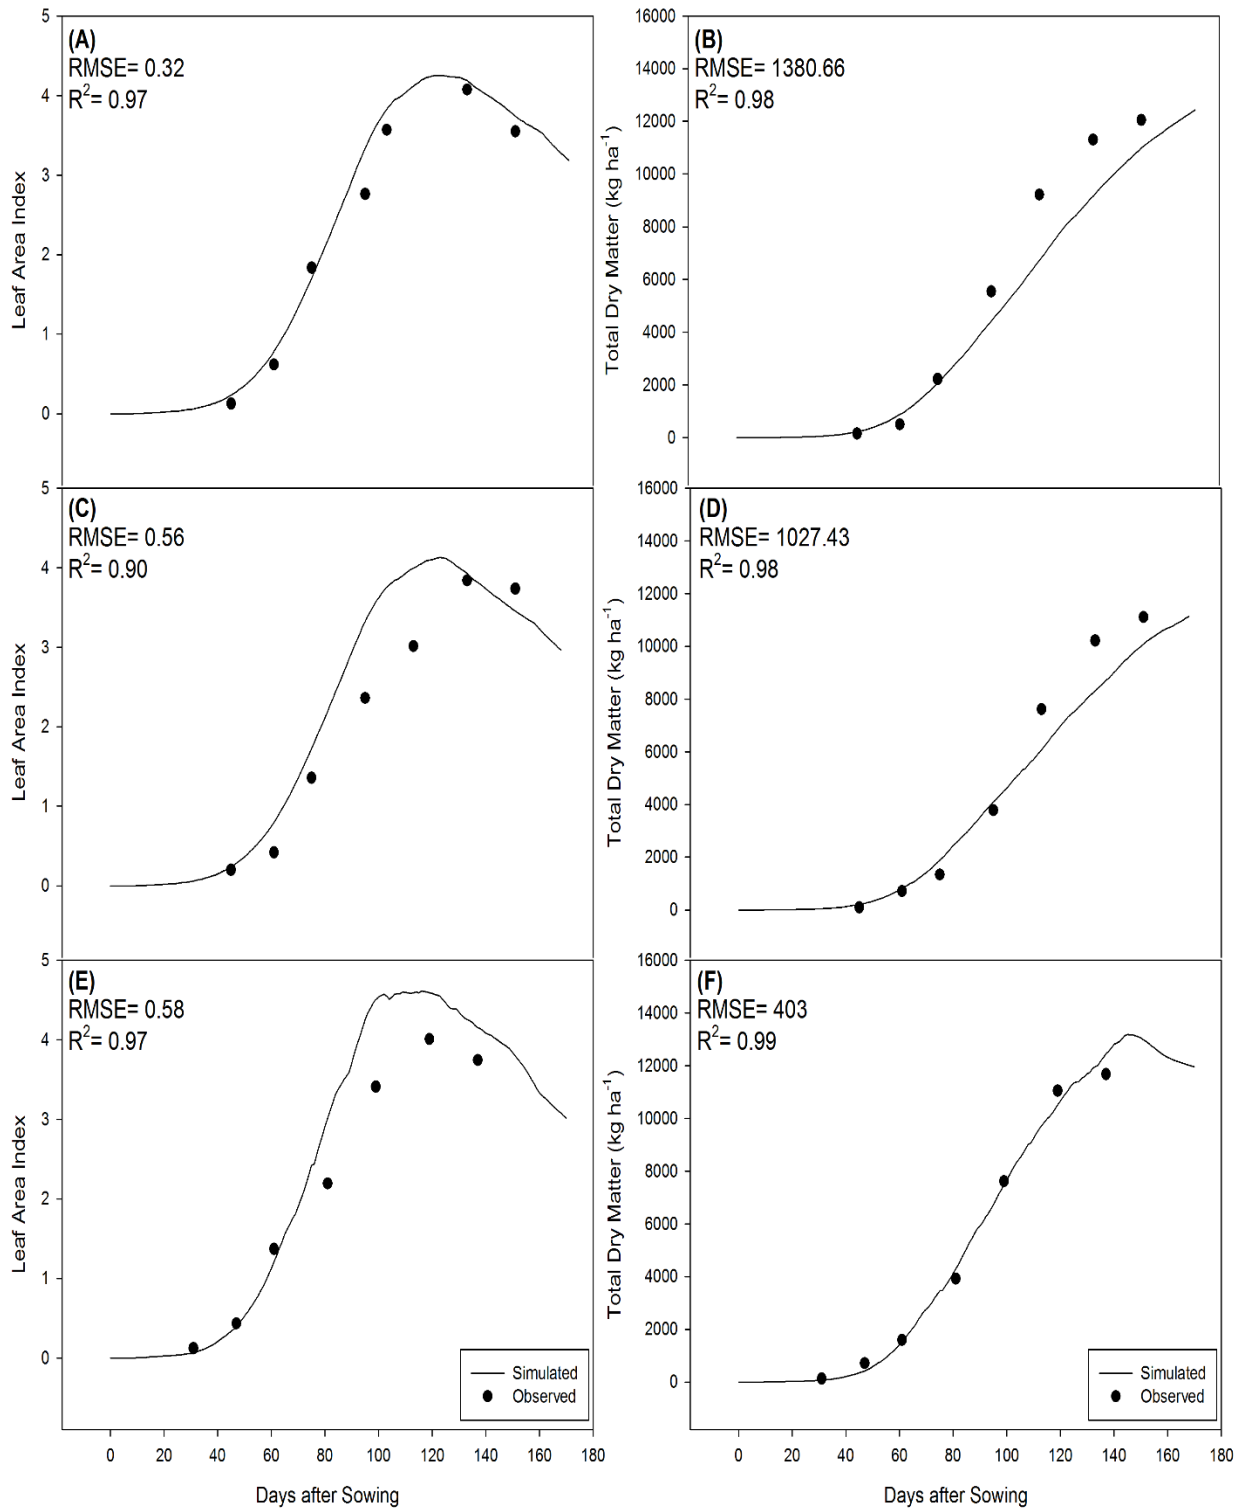 (A)
RMSE= 0.32
R²= 0.97
5
4
3
2
1
0
Leaf Area Index
(B)
RMSE= 1380.66
R²= 0.98
16000
14000
12000
10000
8000
6000
4000
2000
0
Total Dry Matter (kg ha⁻¹)
(C)
RMSE= 0.56
R²= 0.90
5
4
3
2
1
0
Leaf Area Index
(D)
RMSE= 1027.43
R²= 0.98
16000
14000
12000
10000
8000
6000
4000
2000
0
Total Dry Matter (kg ha⁻¹)
(E)
RMSE= 0.58
R²= 0.97
5
4
3
2
1
0
Leaf Area Index
Simulated
Observed
0 20 40 60 80 100 120 140 160 180
Days after Sowing
(F)
RMSE= 403
R²= 0.99
16000
14000
12000
10000
8000
6000
4000
2000
0
Total Dry Matter (kg ha⁻¹)
Simulated
Observed
0 20 40 60 80 100 120 140 160 180
Days after Sowing